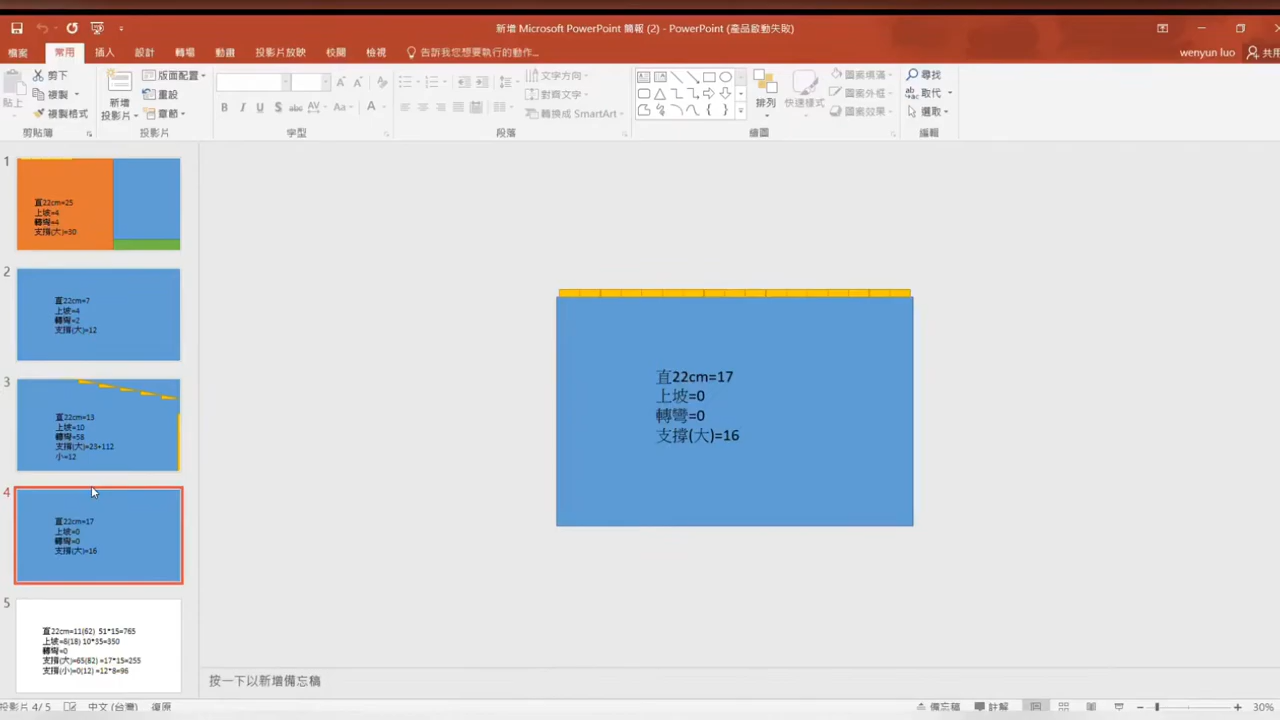 新增 Microsoft PowerPoint 簡報 (2) - PowerPoint (產品啟動失敗)
檔案 常用 插入 設計 轉場 動畫 投影片放映 校閱 檢視 告訴我您想要執行的動作... wenyun luo 共用
貼上
剪下
複製
複製格式
剪貼簿
新增
投影片
版面配置
重設
章節
投影片
B I U S abc AV Aa A
字型
文字方向
對齊文字
轉換成 SmartArt
段落
排列
快速樣式
圖案填滿
圖案外框
圖案效果
繪圖
尋找
取代
選取
編輯
1
直22cm=25
上坡=4
轉彎=4
支撐(大)=30
2
直22cm=7
上坡=4
轉彎=2
支撐(大)=12
3
直22cm=13
上坡=10
轉彎=58
支撐(大)=23+112
小=12
4
直22cm=17
上坡=0
轉彎=0
支撐(大)=16
5
直22cm=11(62) 51*15=765
上坡=8(18) 10*35=350
轉彎=0
支撐(大)=65(82) =17*15=255
支撐(小)=0(12) =12*8=96
直22cm=17
上坡=0
轉彎=0
支撐(大)=16
按一下以新增備忘稿
投影片 4/5 中文 (台灣) 復原 備忘稿 註解 30%